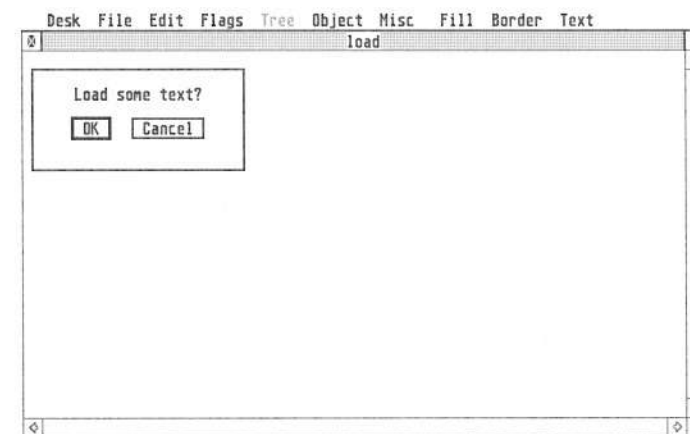 Desk File Edit Flags Tree Object Misc Fill Border Text
load
Load some text?
OK Cancel